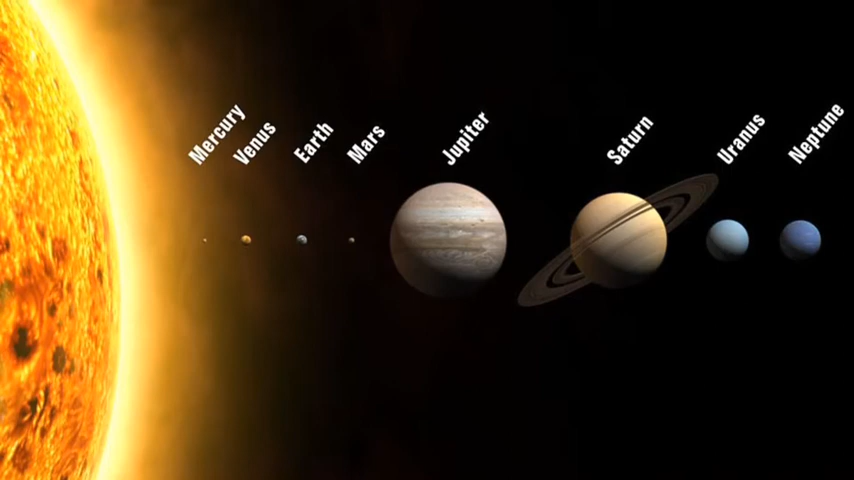 Mercury
Venus
Earth
Mars
Jupiter
Saturn
Uranus
Neptune